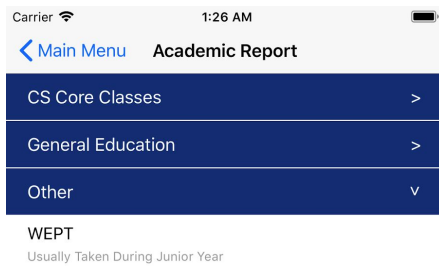 Carrier 1:26 AM
Main Menu Academic Report
CS Core Classes >
General Education >
Other v
WEPT
Usually Taken During Junior Year